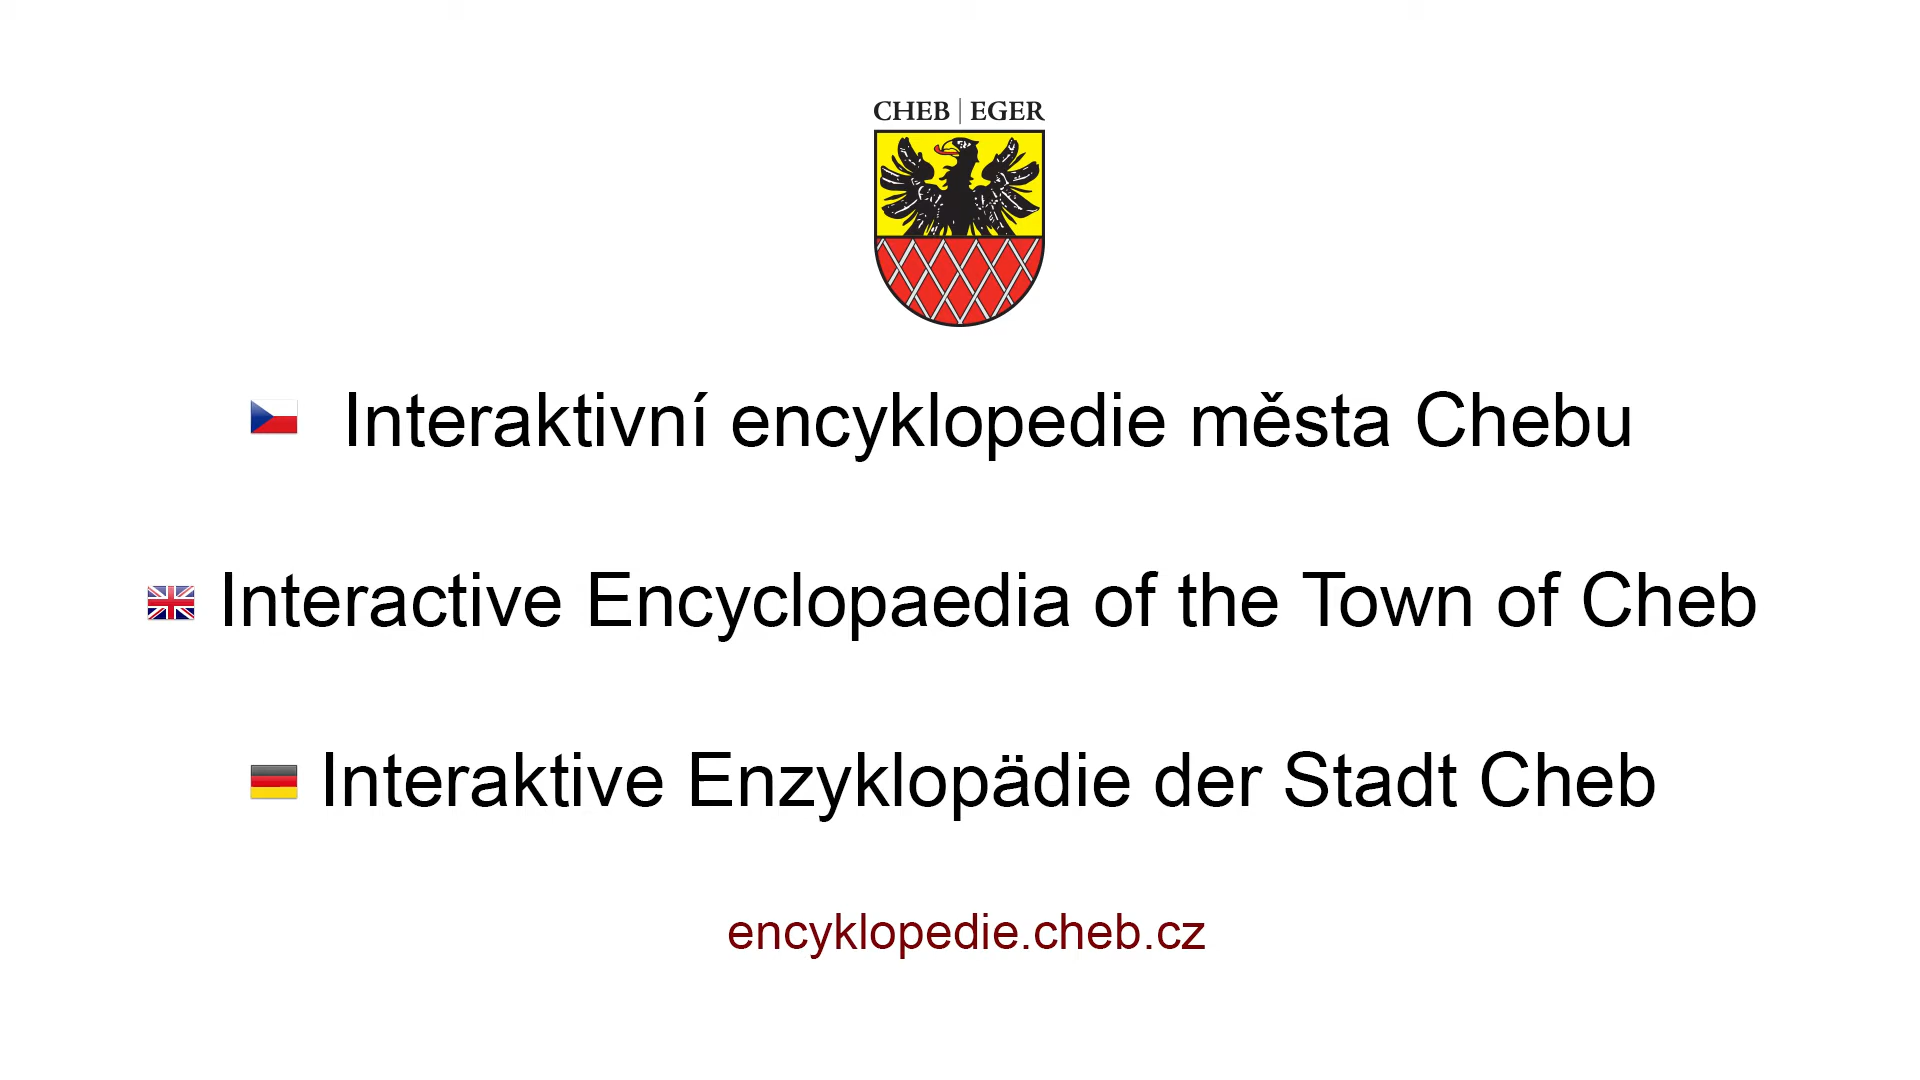 CHEB | EGER
Interaktivní encyklopedie města Chebu
Interactive Encyclopaedia of the Town of Cheb
Interaktive Enzyklopädie der Stadt Cheb
encyklopedie.cheb.cz